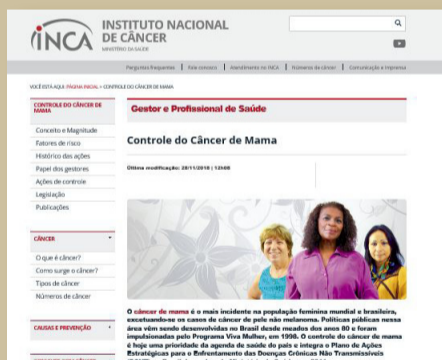 INCA
INSTITUTO NACIONAL
DE CÂNCER
MINISTÉRIO DA SAÚDE
Perguntas frequentes | Fale conosco | Atendimento no INCA | Números de câncer | Comunicação e Imprensa
VOCÊ ESTÁ AQUI: PÁGINA INICIAL > CONTROLE DO CÂNCER DE MAMA
CONTROLE DO CÂNCER DE
MAMA
Conceito e Magnitude
Fatores de risco
Histórico das ações
Papel dos gestores
Ações de controle
Legislação
Publicações
CÂNCER
O que é câncer?
Como surge o câncer?
Tipos de câncer
Números de câncer
CAUSAS E PREVENÇÃO
Gestor e Profissional de Saúde
Controle do Câncer de Mama
Última modificação: 28/11/2018 | 12h08
O câncer de mama é o mais incidente na população feminina mundial e brasileira,
excetuando-se os casos de câncer de pele não melanoma. Políticas públicas nessa
área vêm sendo desenvolvidas no Brasil desde meados dos anos 80 e foram
impulsionadas pelo Programa Viva Mulher, em 1998. O controle do câncer de mama
é hoje uma prioridade da agenda de saúde do país e integra o Plano de Ações
Estratégicas para o Enfrentamento das Doenças Crônicas Não Transmissíveis